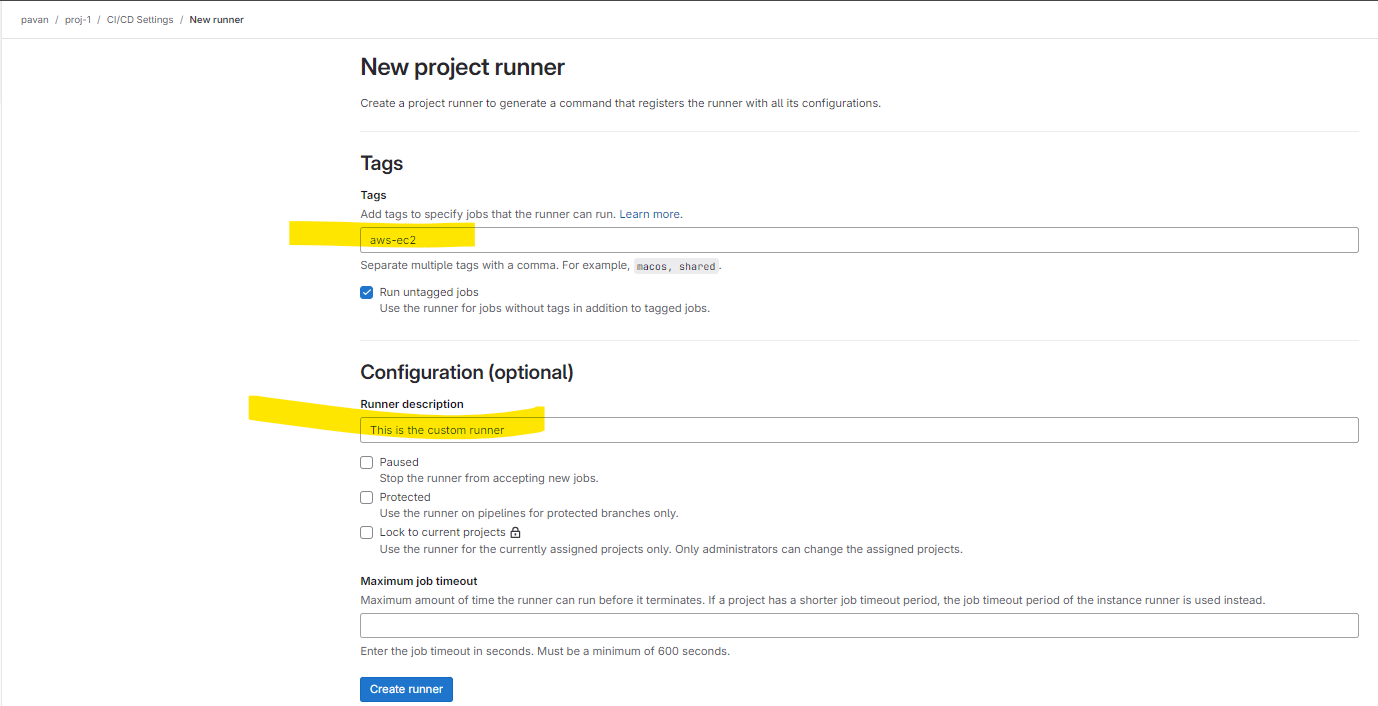 pavan / proj-1 / CI/CD Settings / New runner
New project runner
Create a project runner to generate a command that registers the runner with all its configurations.
Tags
Tags
Add tags to specify jobs that the runner can run. Learn more.
aws-ec2
Separate multiple tags with a comma. For example, macos, shared.
Run untagged jobs
Use the runner for jobs without tags in addition to tagged jobs.
Configuration (optional)
Runner description
This is the custom runner
Paused
Stop the runner from accepting new jobs.
Protected
Use the runner on pipelines for protected branches only.
Lock to current projects
Use the runner for the currently assigned projects only. Only administrators can change the assigned projects.
Maximum job timeout
Maximum amount of time the runner can run before it terminates. If a project has a shorter job timeout period, the job timeout period of the instance runner is used instead.
Enter the job timeout in seconds. Must be a minimum of 600 seconds.
Create runner